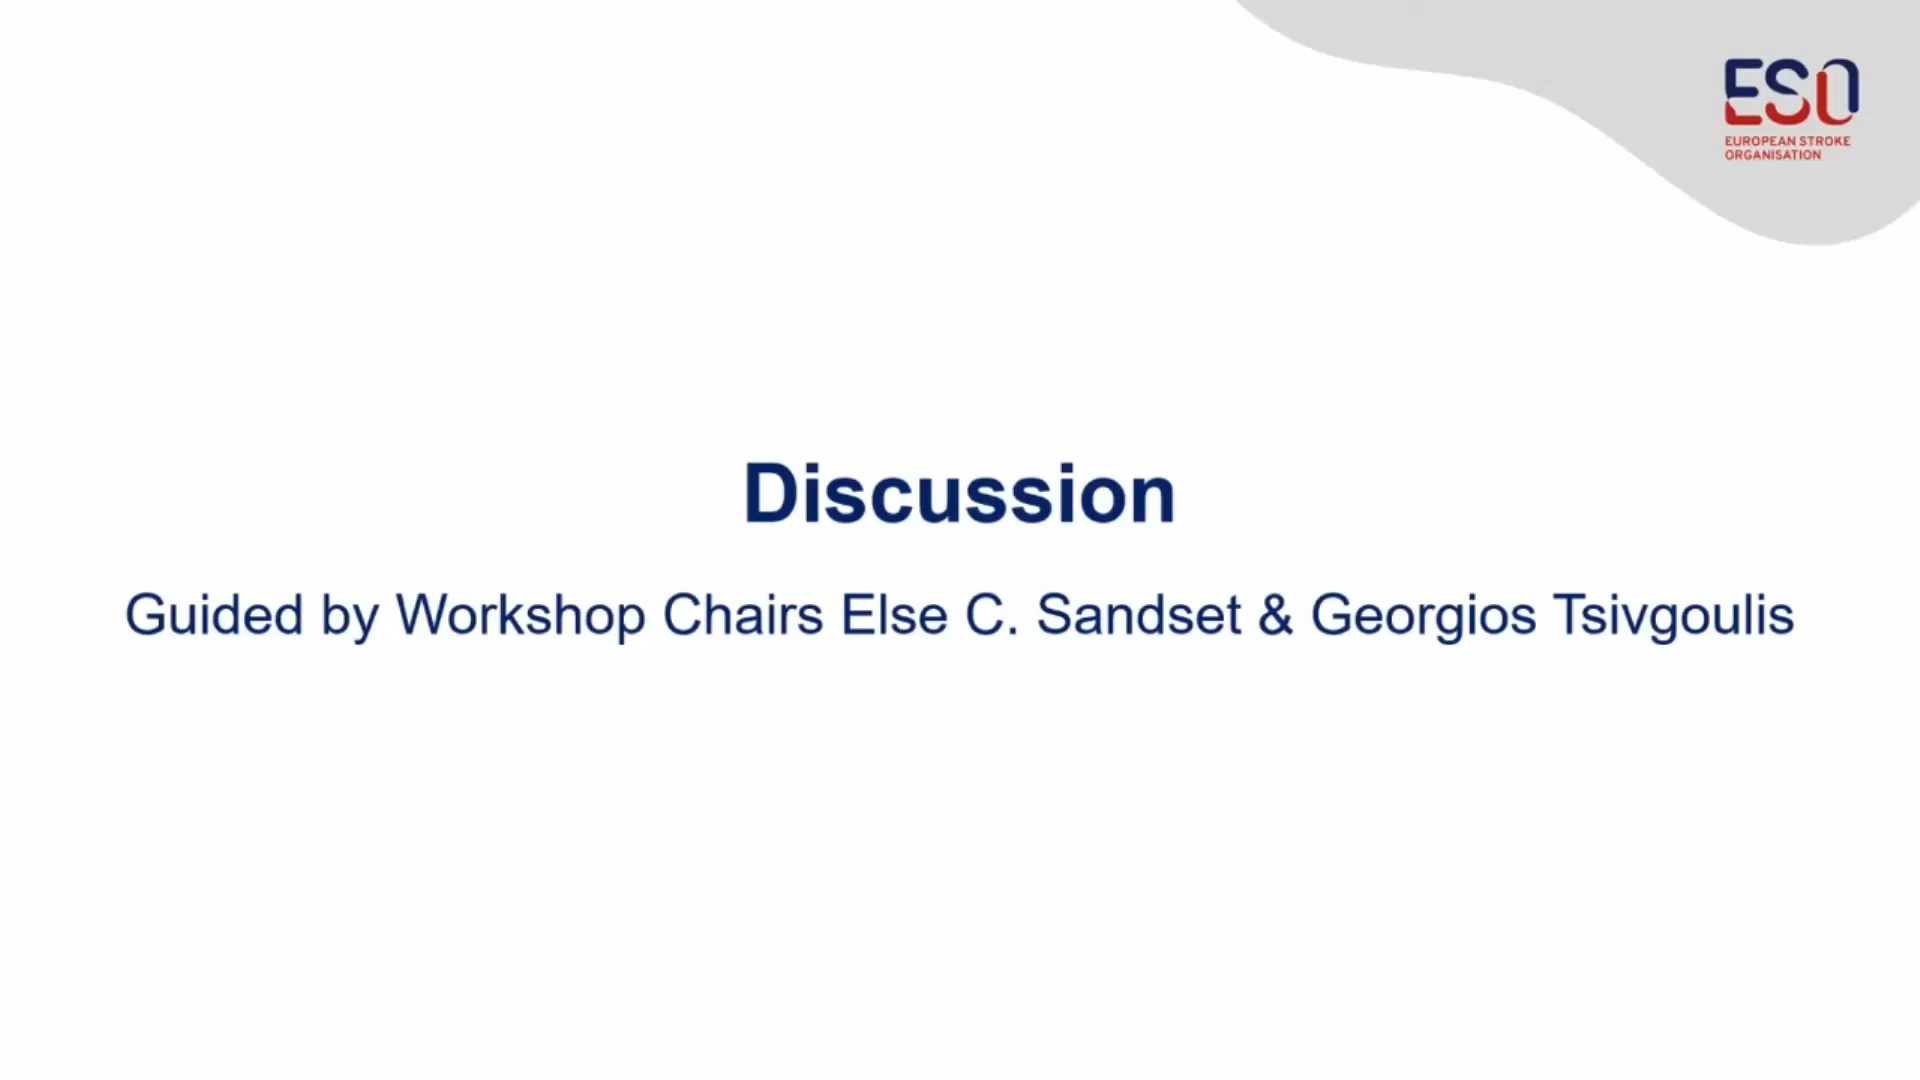 ESO
EUROPEAN STROKE
ORGANISATION
Discussion
Guided by Workshop Chairs Else C. Sandset & Georgios Tsivgoulis